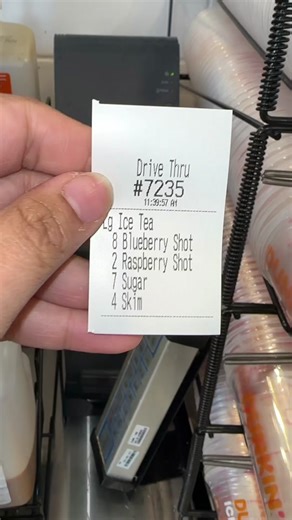 Drive Thru
#7235
11:39:57 AM
Lg Ice Tea
8 Blueberry Shot
2 Raspberry Shot
7 Sugar
4 Skim
DUNKIN'